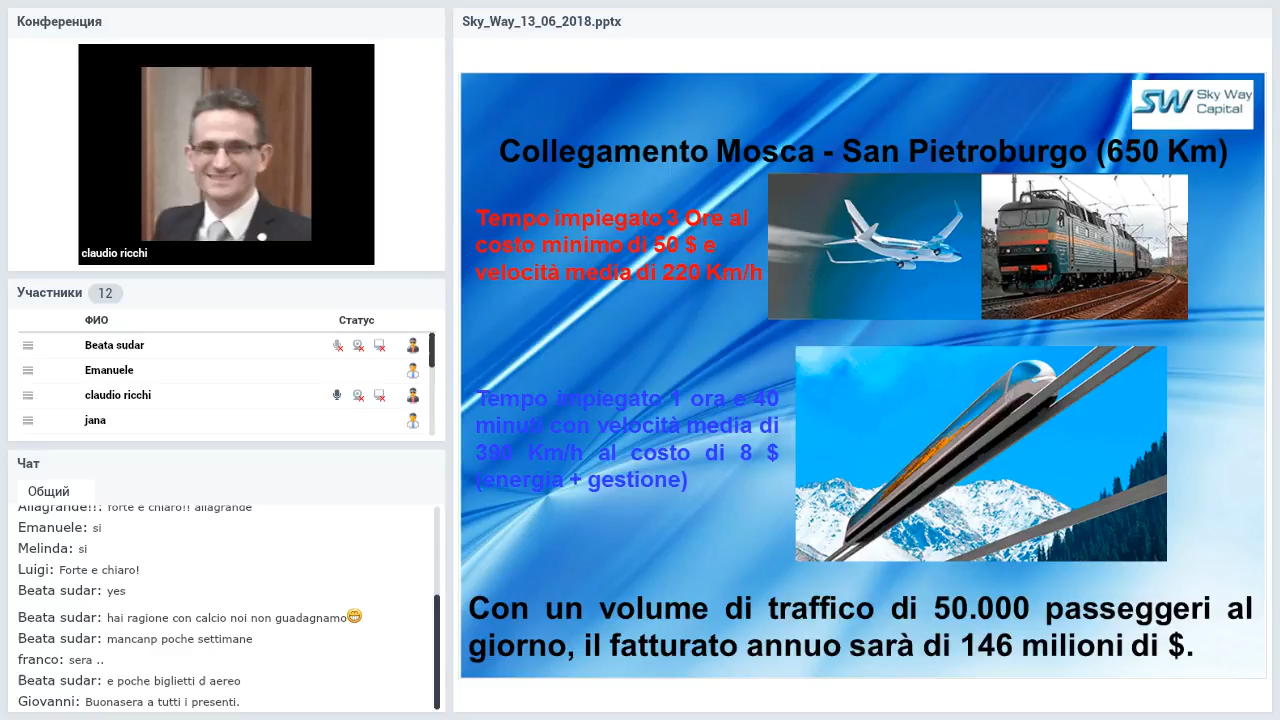 Конференция
claudio ricchi
Участники 12
ФИО Статус
Beata sudar
Emanuele
claudio ricchi
jana
Чат
Общий
Allagrande!!: forte e chiaro!! allagrande
Emanuele: si
Melinda: si
Luigi: Forte e chiaro!
Beata sudar: yes
Beata sudar: hai ragione con calcio noi non guadagnamo
Beata sudar: mancanp poche settimane
franco: sera ..
Beata sudar: e poche biglietti d aereo
Giovanni: Buonasera a tutti i presenti.
Sky_Way_13_06_2018.pptx
SW Sky Way
Capital
Collegamento Mosca - San Pietroburgo (650 Km)
Tempo impiegato 3 Ore al
costo minimo di 50 $ e
velocità media di 220 Km/h
Tempo impiegato 1 ora e 40
minuti con velocità media di
390 Km/h al costo di 8 $
(energia + gestione)
Con un volume di traffico di 50.000 passeggeri al
giorno, il fatturato annuo sarà di 146 milioni di $.